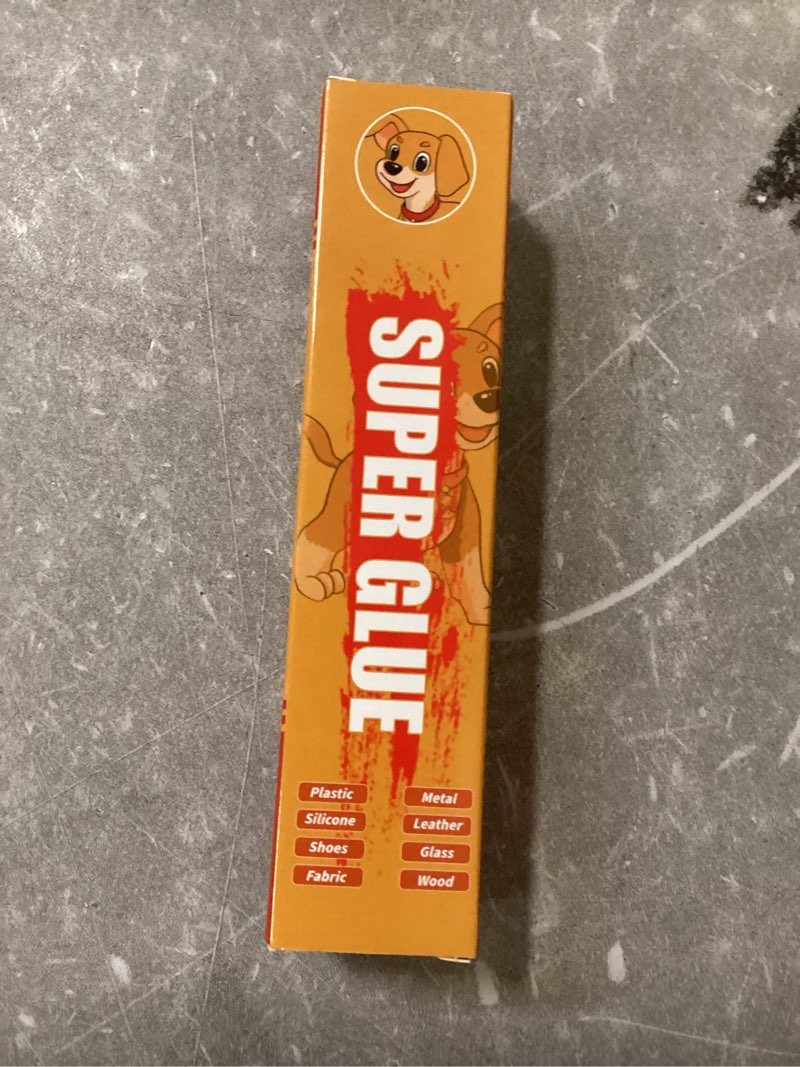 SUPER GLUE
Plastic
Silicone
Shoes
Fabric
Metal
Leather
Glass
Wood